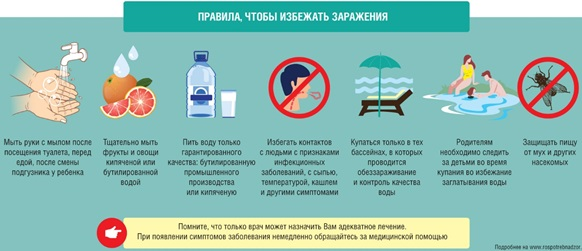 ПРАВИЛА, ЧТОБЫ ИЗБЕЖАТЬ ЗАРАЖЕНИЯ
Мыть руки с мылом после
посещения туалета, перед
едой, после смены
подгузника у ребенка
Тщательно мыть
фрукты и овощи
кипяченой или
бутилированной
водой
Пить воду только
гарантированного
качества: бутилированную
промышленного
производства
или кипяченую
Избегать контактов
с людьми с признаками
инфекционных
заболеваний, с сыпью,
температурой, кашлем
и другими симптомами
Купаться только в тех
бассейнах, в которых
проводится
обеззараживание
и контроль качества
воды
Родителям
необходимо следить
за детьми во время
купания во избежание
заглатывания воды
Защищать пищу
от мух и других
насекомых
Помните, что только врач может назначить Вам адекватное лечение.
При появлении симптомов заболевания немедленно обращайтесь за медицинской помощью
Подробнее на www.rospotrebnadzor.